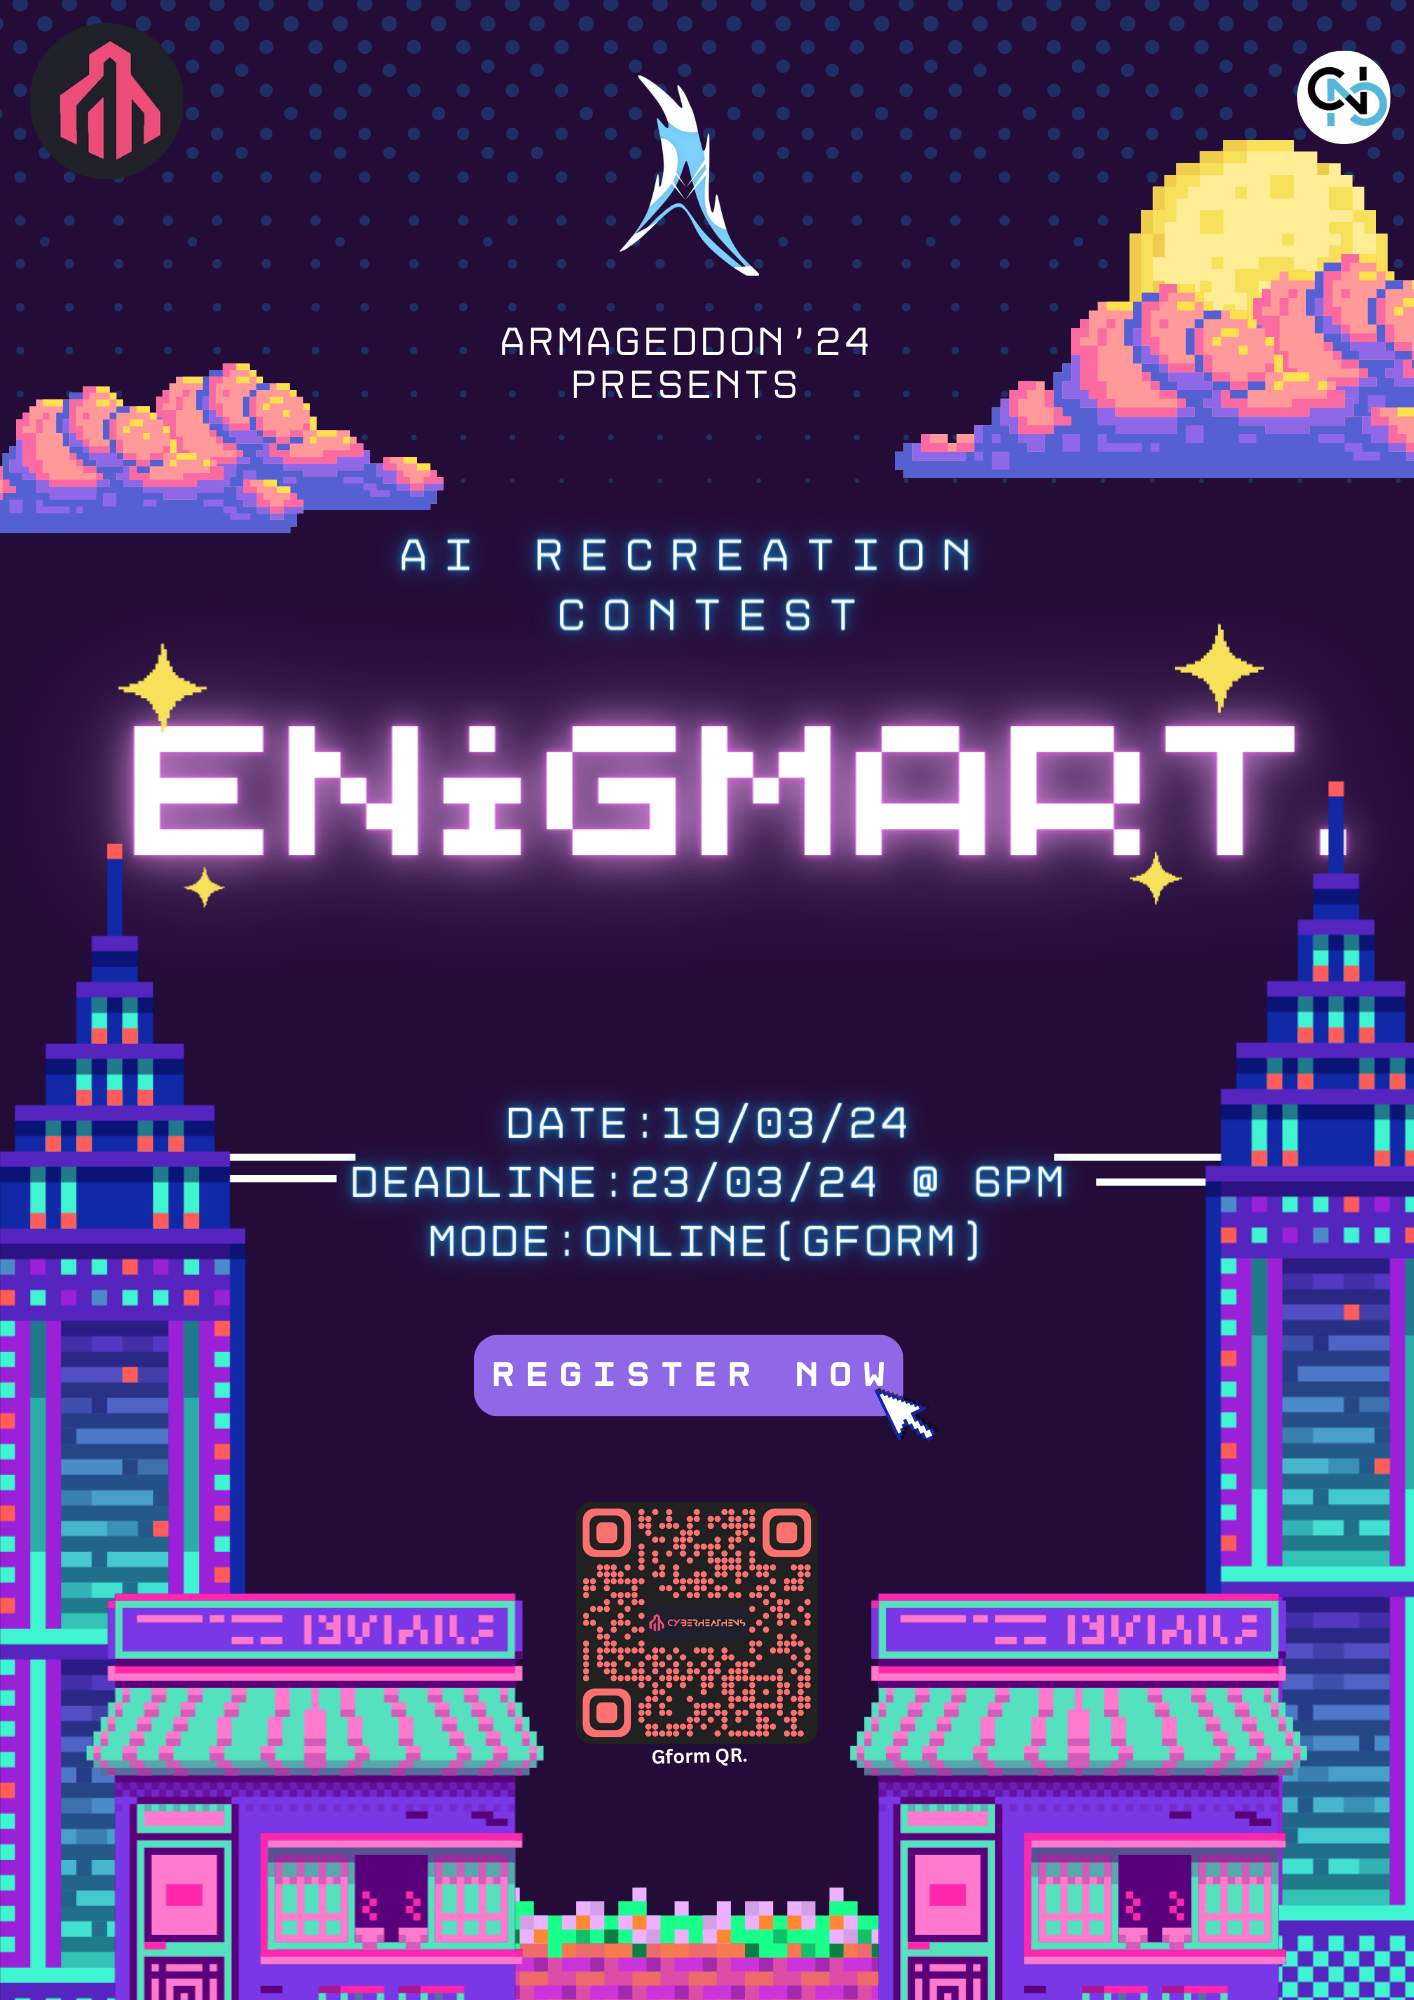 ARMAGEDDON'24
PRESENTS
AI RECREATION
CONTEST
ENiGMART.
DATE:19/03/24
DEADLINE:23/03/24 @ 6PM
MODE:ONLINE(GFORM)
REGISTER NOW
CYBERHEATHENS
Gform QR.